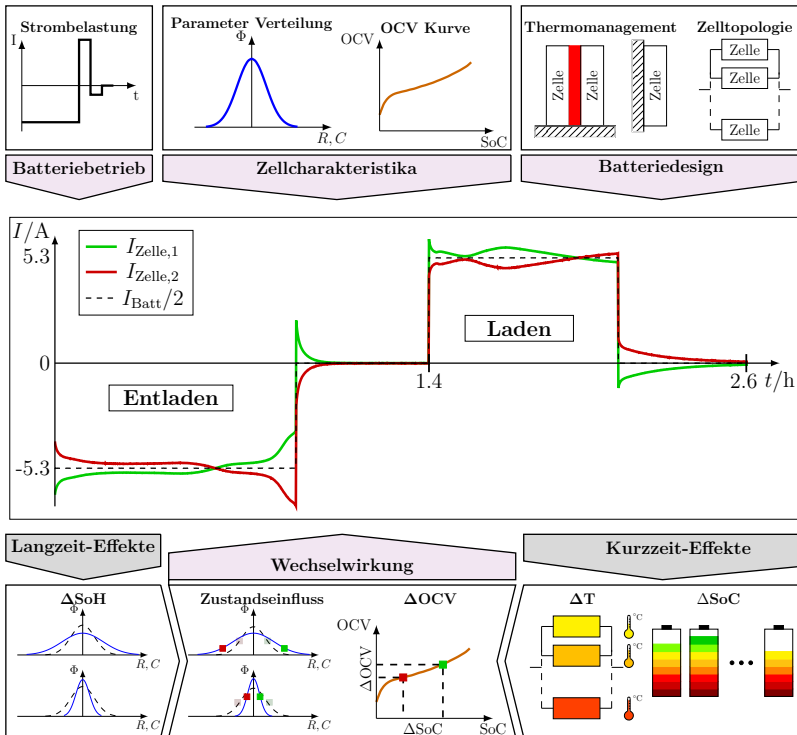 Strombelastung
I
t
Parameter Verteilung
Φ
R, C
OCV Kurve
OCV
SoC
Thermomanagement
Zelle
Zelle
Zelle
Zelltopologie
Zelle
Zelle
Zelle
Batteriebetrieb
Zellcharakteristika
Batteriedesign
I/A
5.3
0
-5.3
I_Zelle,1
I_Zelle,2
I_Batt/2
Entladen
Laden
1.4
2.6
t/h
Langzeit-Effekte
Wechselwirkung
Kurzzeit-Effekte
ΔSoH
Φ
R, C
Φ
R, C
Zustandseinfluss
Φ
R, C
Φ
R, C
ΔOCV
OCV
ΔOCV
ΔSoC
SoC
ΔT
°C
°C
°C
ΔSoC